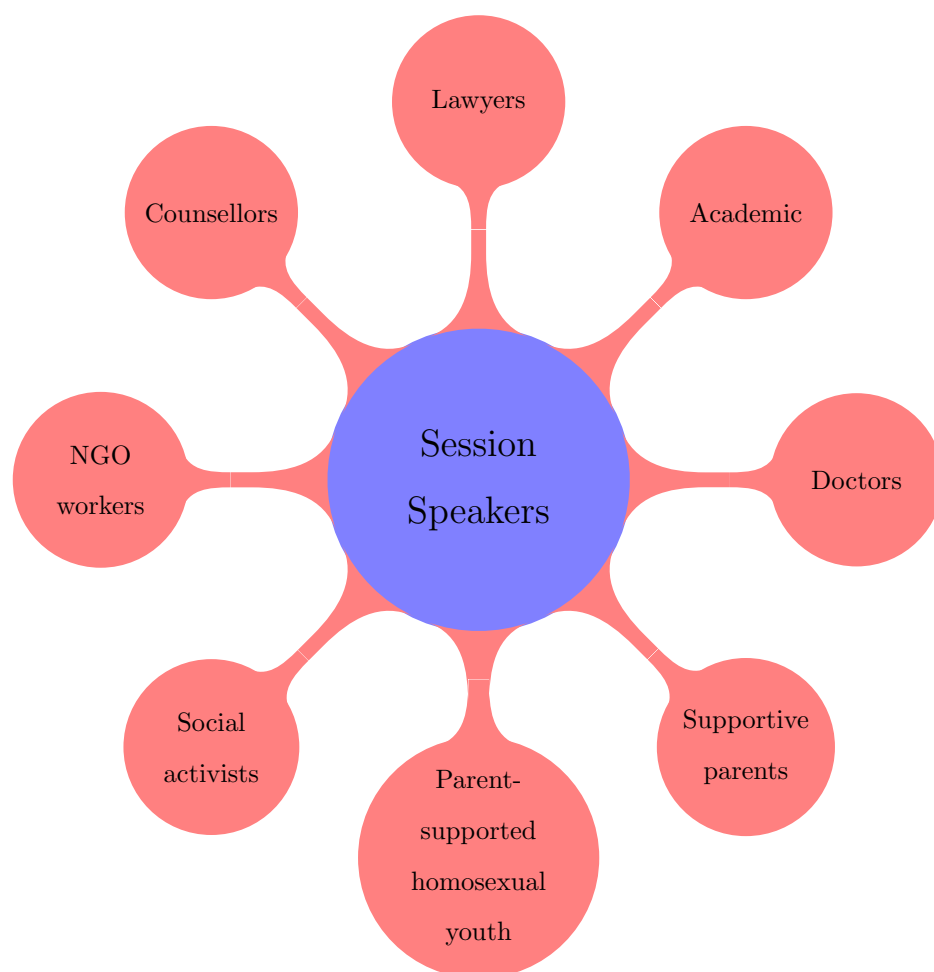 Session
Speakers
Lawyers
Academic
Doctors
Supportive
parents
Parent-
supported
homosexual
youth
Social
activists
NGO
workers
Counsellors